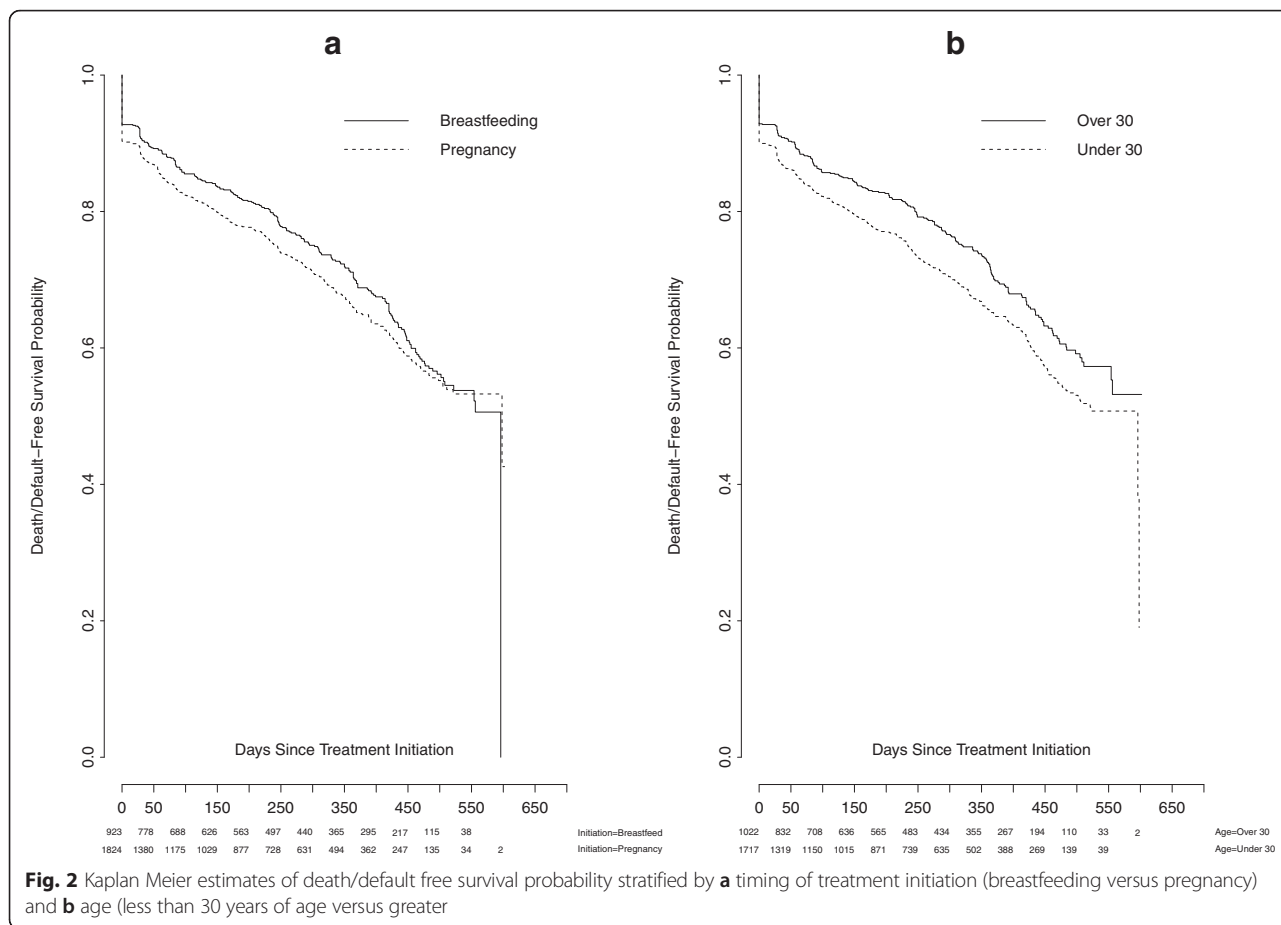 a
b
1.0
0.8
0.6
0.4
0.2
0.0
Death/Default–Free Survival Probability
Breastfeeding
Pregnancy
Days Since Treatment Initiation
0 50 150 250 350 450 550 650
923 778 688 626 563 497 440 365 295 217 115 38 Initiation=Breastfeed
1824 1380 1175 1029 877 728 631 494 362 247 135 34 2 Initiation=Pregnancy
1.0
0.8
0.6
0.4
0.2
0.0
Death/Default–Free Survival Probability
Over 30
Under 30
Days Since Treatment Initiation
0 50 150 250 350 450 550 650
1022 832 708 636 565 483 434 355 267 194 110 33 2 Age=Over 30
1717 1319 1150 1015 871 739 635 502 388 269 139 39 Age=Under 30
Fig. 2 Kaplan Meier estimates of death/default free survival probability stratified by a timing of treatment initiation (breastfeeding versus pregnancy)
and b age (less than 30 years of age versus greater